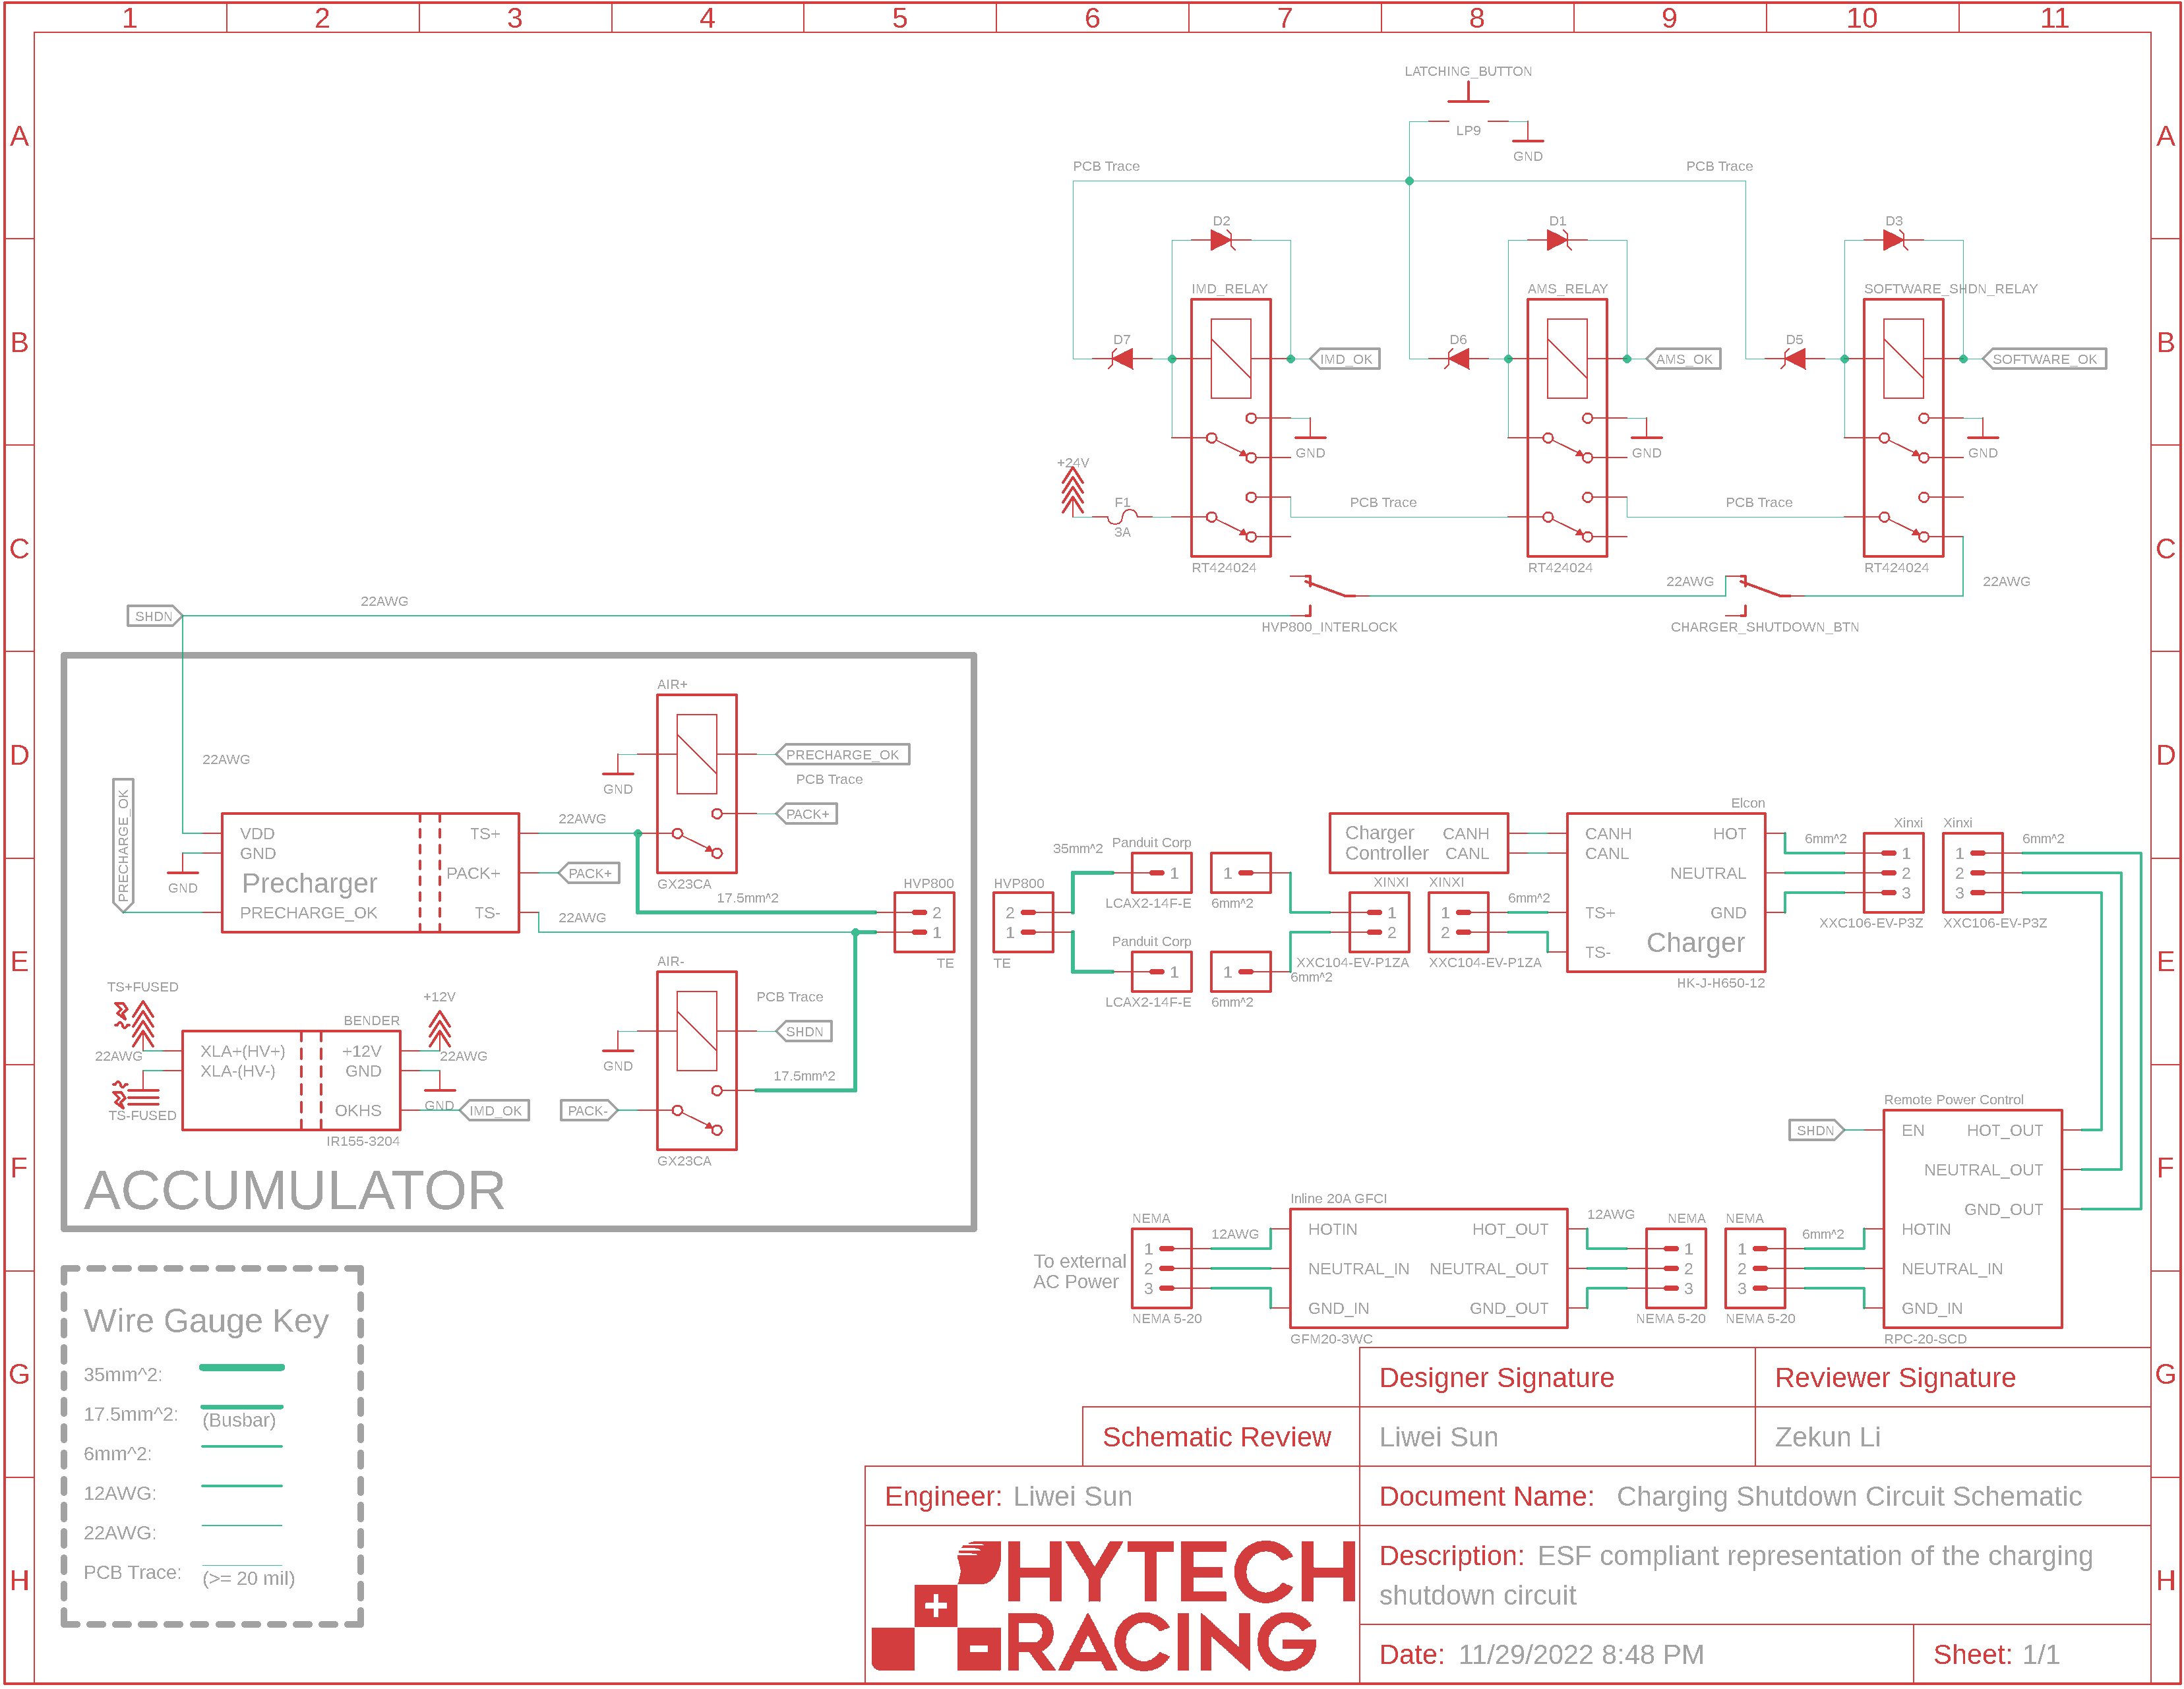 1 2 3 4 5 6 7 8 9 10 11
A A
B B
C C
D D
E E
F F
G G
H H
LATCHING_BUTTON
LP9
GND
PCB Trace
PCB Trace
D2
D1
D3
IMD_RELAY
AMS_RELAY
SOFTWARE_SHDN_RELAY
D7
IMD_OK
D6
AMS_OK
D5
SOFTWARE_OK
GND
GND
GND
+24V
F1
3A
PCB Trace
PCB Trace
RT424024
RT424024
RT424024
22AWG
22AWG
22AWG
SHDN
HVP800_INTERLOCK
CHARGER_SHUTDOWN_BTN
AIR+
22AWG
GND
PRECHARGE_OK
PCB Trace
PACK+
PRECHARGE_OK
VDD
GND
Precharger
PRECHARGE_OK
TS+
PACK+
TS-
GND
22AWG
PACK+
22AWG
GX23CA
17.5mm^2
HVP800
2
1
TE
HVP800
2
1
TE
35mm^2
Panduit Corp
1
LCAX2-14F-E
1
6mm^2
Panduit Corp
1
LCAX2-14F-E
1
6mm^2
6mm^2
XINXI
1
2
XXC104-EV-P1ZA
XINXI
1
2
XXC104-EV-P1ZA
6mm^2
Charger
Controller
CANH
CANL
Elcon
CANH
CANL
TS+
TS-
HOT
NEUTRAL
GND
Charger
HK-J-H650-12
6mm^2
Xinxi
1
2
3
XXC106-EV-P3Z
Xinxi
1
2
3
XXC106-EV-P3Z
6mm^2
AIR-
PCB Trace
SHDN
GND
17.5mm^2
PACK-
GX23CA
TS+FUSED
22AWG
TS-FUSED
BENDER
XLA+(HV+)
XLA-(HV-)
+12V
GND
OKHS
IR155-3204
+12V
22AWG
GND
IMD_OK
ACCUMULATOR
Remote Power Control
SHDN
EN
HOT_OUT
NEUTRAL_OUT
GND_OUT
HOTIN
NEUTRAL_IN
GND_IN
RPC-20-SCD
To external
AC Power
NEMA
1
2
3
NEMA 5-20
12AWG
Inline 20A GFCI
HOTIN
NEUTRAL_IN
GND_IN
HOT_OUT
NEUTRAL_OUT
GND_OUT
GFM20-3WC
12AWG
NEMA
1
2
3
NEMA 5-20
NEMA
1
2
3
NEMA 5-20
6mm^2
Wire Gauge Key
35mm^2:
17.5mm^2:
(Busbar)
6mm^2:
12AWG:
22AWG:
PCB Trace:
(>= 20 mil)
Designer Signature
Reviewer Signature
Schematic Review
Liwei Sun
Zekun Li
Engineer: Liwei Sun
Document Name: Charging Shutdown Circuit Schematic
Description: ESF compliant representation of the charging
shutdown circuit
HYTECH
RACING
Date: 11/29/2022 8:48 PM
Sheet: 1/1